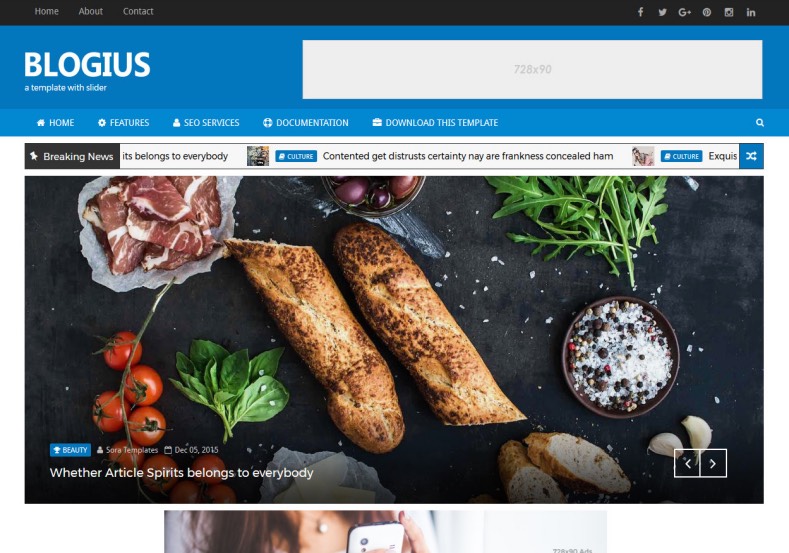 Home About Contact
BLOGIUS
a template with slider
728x90
HOME FEATURES SEO SERVICES DOCUMENTATION DOWNLOAD THIS TEMPLATE
Breaking News its belongs to everybody CULTURE Contented get distrusts certainty nay are frankness concealed ham CULTURE Exquis
BEAUTY Sora Templates Dec 05, 2015
Whether Article Spirits belongs to everybody
728x90 Ads